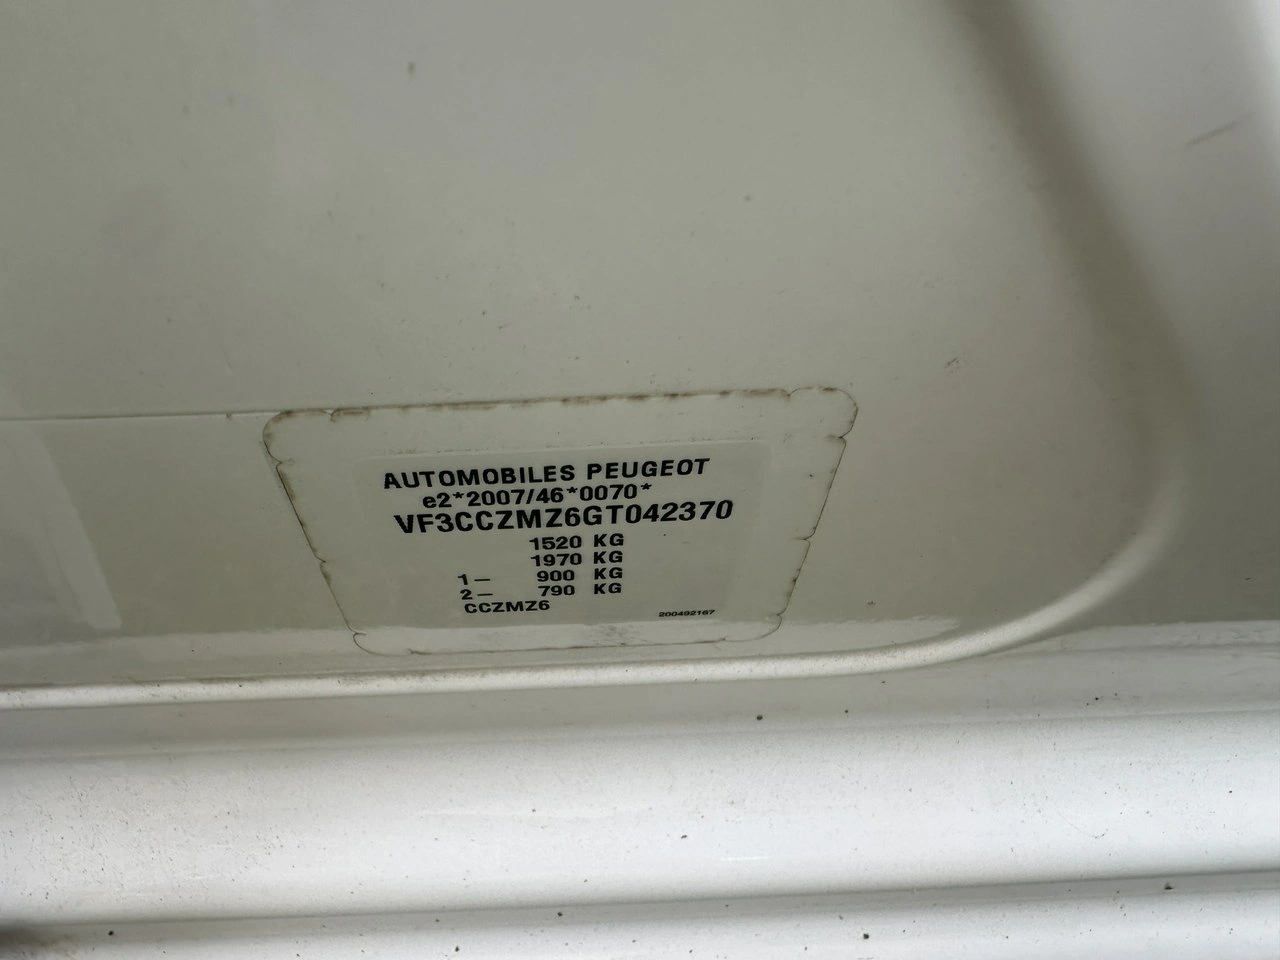 AUTOMOBILES PEUGEOT
e2*2007/46*0070*
VF3CCZMZ6GT042370
1520 KG
1970 KG
1– 900 KG
2– 790 KG
CCZMZ6
200492167